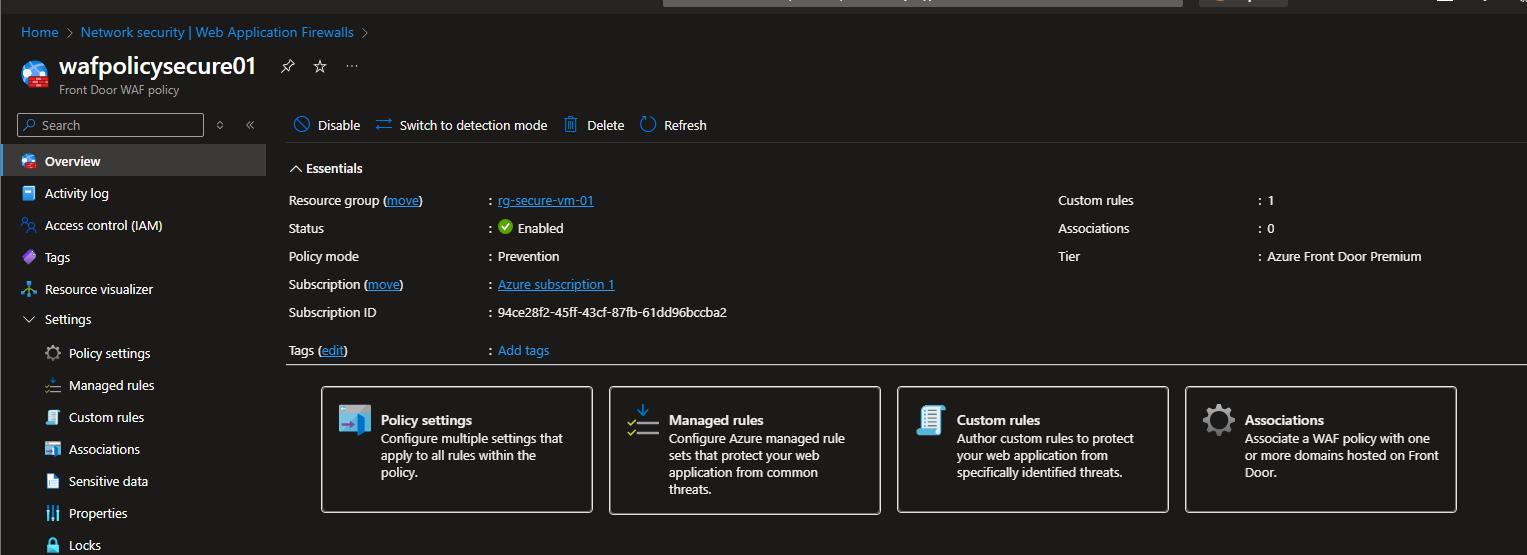 Home > Network security | Web Application Firewalls >
wafpolicysecure01
Front Door WAF policy
Search
Disable
Switch to detection mode
Delete
Refresh
Overview
Activity log
Access control (IAM)
Tags
Resource visualizer
Settings
Policy settings
Managed rules
Custom rules
Associations
Sensitive data
Properties
Locks
Essentials
Resource group (move) : rg-secure-vm-01
Status : Enabled
Policy mode : Prevention
Subscription (move) : Azure subscription 1
Subscription ID : 94ce28f2-45ff-43cf-87fb-61dd96bccba2
Custom rules : 1
Associations : 0
Tier : Azure Front Door Premium
Tags (edit) : Add tags
Policy settings
Configure multiple settings that
apply to all rules within the
policy.
Managed rules
Configure Azure managed rule
sets that protect your web
application from common
threats.
Custom rules
Author custom rules to protect
your web application from
specifically identified threats.
Associations
Associate a WAF policy with one
or more domains hosted on Front
Door.